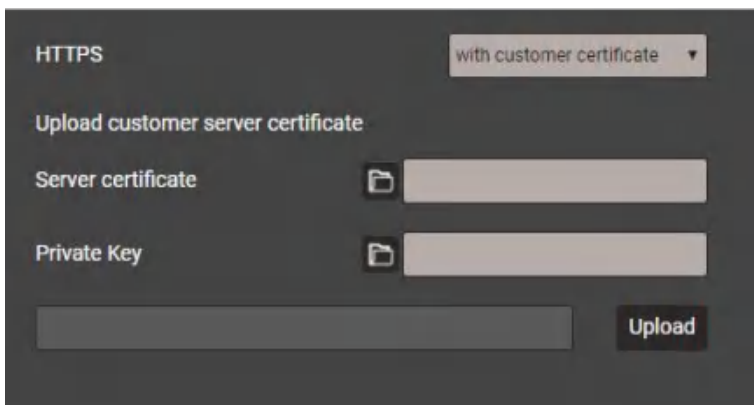 HTTPS
with customer certificate
Upload customer server certificate
Server certificate
Private Key
Upload